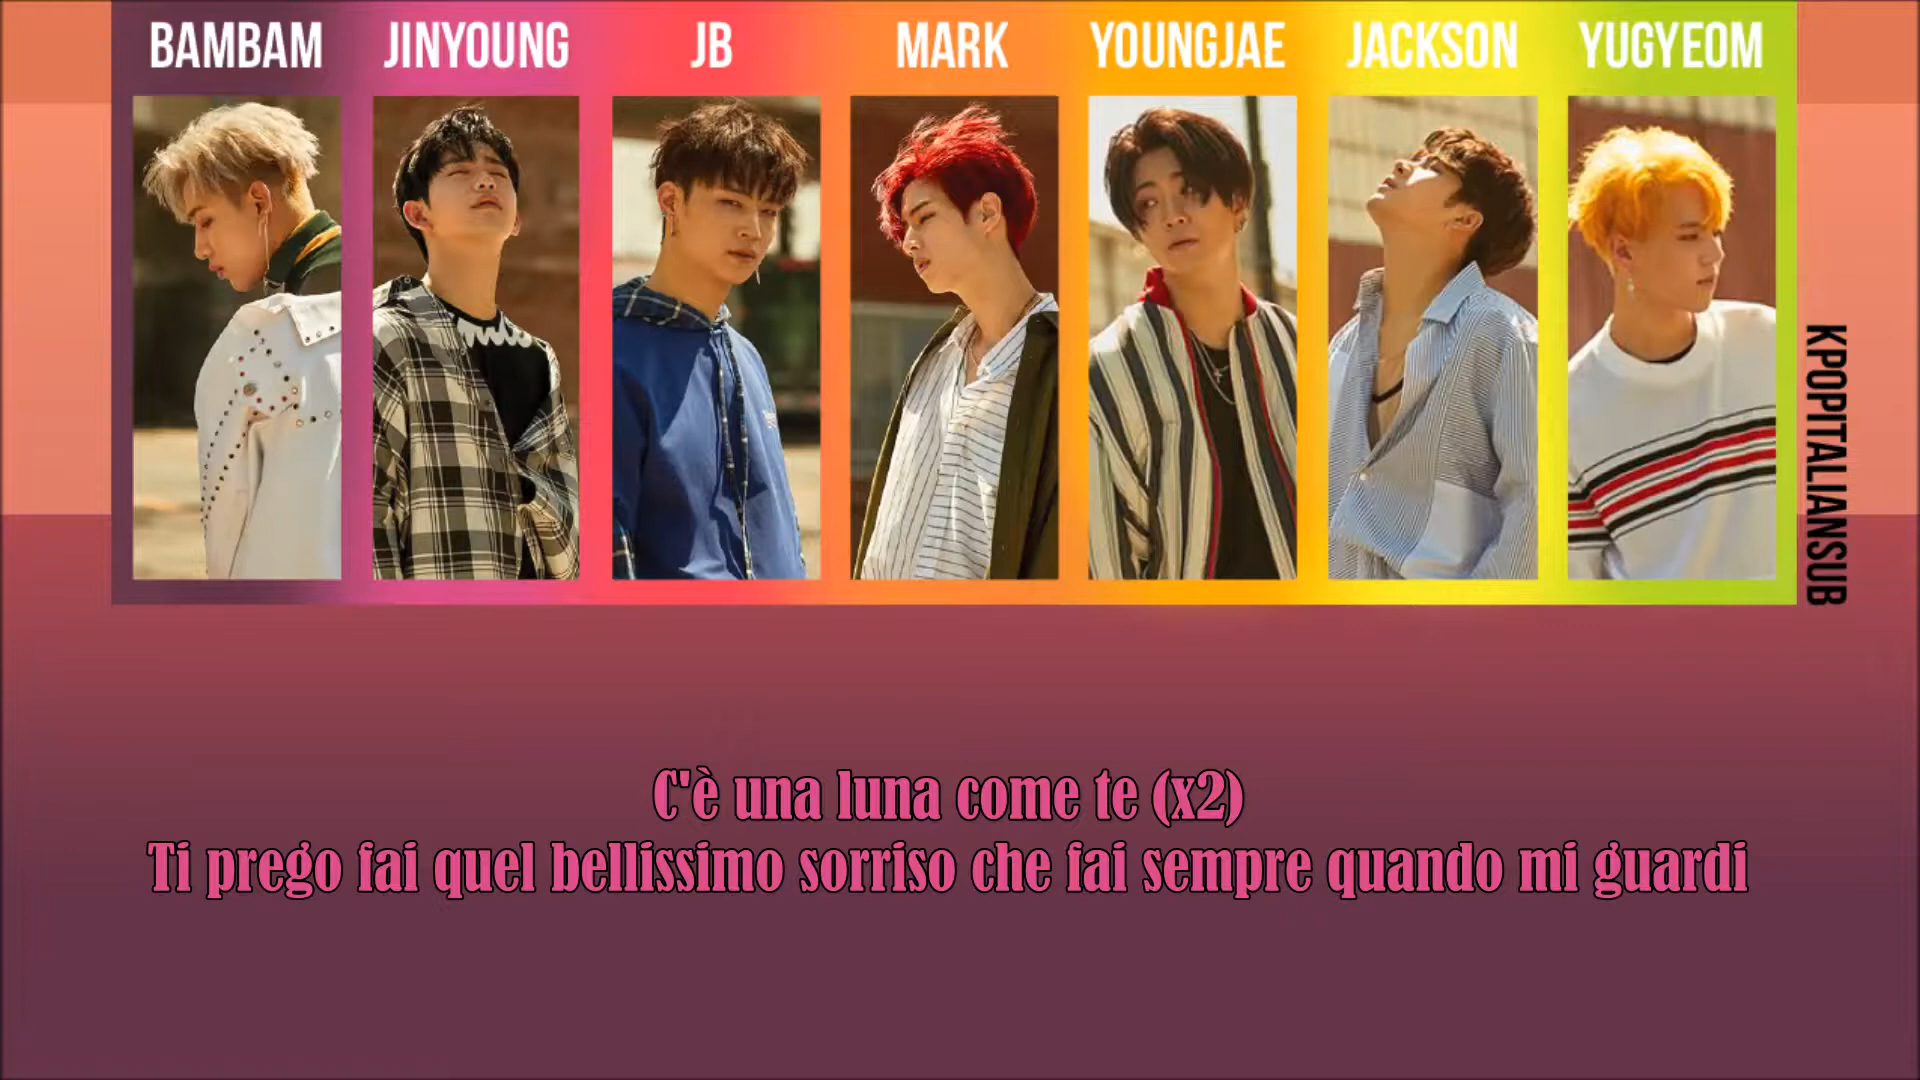 BAMBAM JINYOUNG JB MARK YOUNGJAE JACKSON YUGYEOM
KPOPITALIANSUB
C'è una luna come te (x2)
Ti prego fai quel bellissimo sorriso che fai sempre quando mi guardi